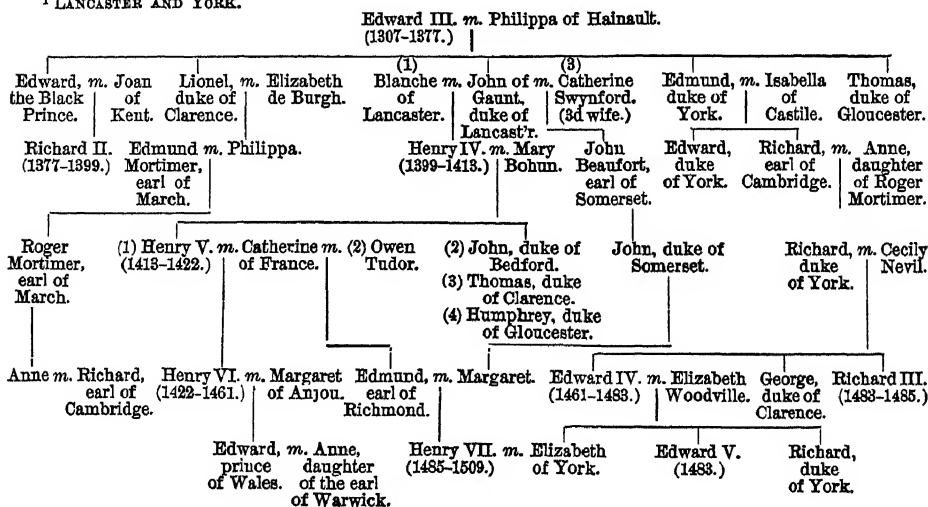 ¹ LANCASTER AND YORK.
Edward III. m. Philippa of Hainault.
(1307-1377.)
(1) (3)
Edward, m. Joan Lionel, m. Elizabeth Blanche m. John of m. Catherine Edmund, m. Isabella Thomas,
the Black of duke of de Burgh. of Gaunt, Swynford. duke of of duke of
Prince. Kent. Clarence. Lancaster. duke of (3d wife.) York. Castile. Gloucester.
Lancast'r.
Richard II. Edmund m. Philippa. Henry IV. m. Mary John Edward, Richard, m. Anne,
(1377-1399.) Mortimer, (1399-1413.) Bohun. Beaufort, duke earl of daughter
earl of earl of of York. Cambridge. of Roger
March. Somerset. Mortimer.
Roger (1) Henry V. m. Catherine m. (2) Owen (2) John, duke of John, duke of Richard, m. Cecily
Mortimer, (1413-1422.) of France. Tudor. Bedford. Somerset. duke Nevil.
earl of (3) Thomas, duke of York.
March. of Clarence.
(4) Humphrey, duke
of Gloucester.
Anne m. Richard, Henry VI. m. Margaret Edmund, m. Margaret. Edward IV. m. Elizabeth George, Richard III.
earl of (1422-1461.) of Anjou. earl of (1461-1483.) Woodville. duke of (1483-1485.)
Cambridge. Richmond. Clarence.
Edward, m. Anne, Henry VII. m. Elizabeth Edward V. Richard,
prince daughter (1485-1509.) of York. (1483.) duke
of Wales. of the earl of York.
of Warwick.